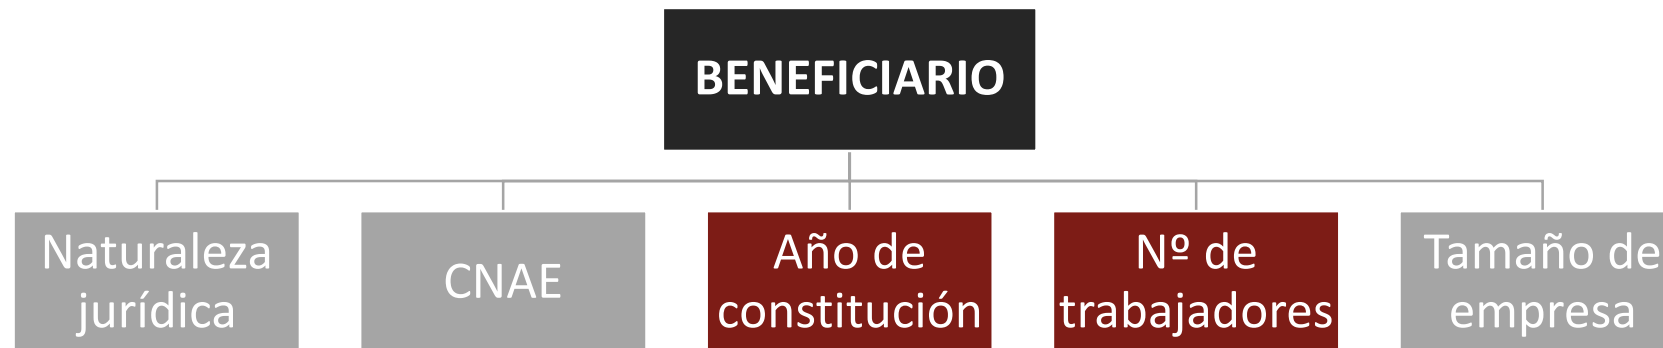 BENEFICIARIO
Naturaleza
jurídica
CNAE
Año de
constitución
Nº de
trabajadores
Tamaño de
empresa